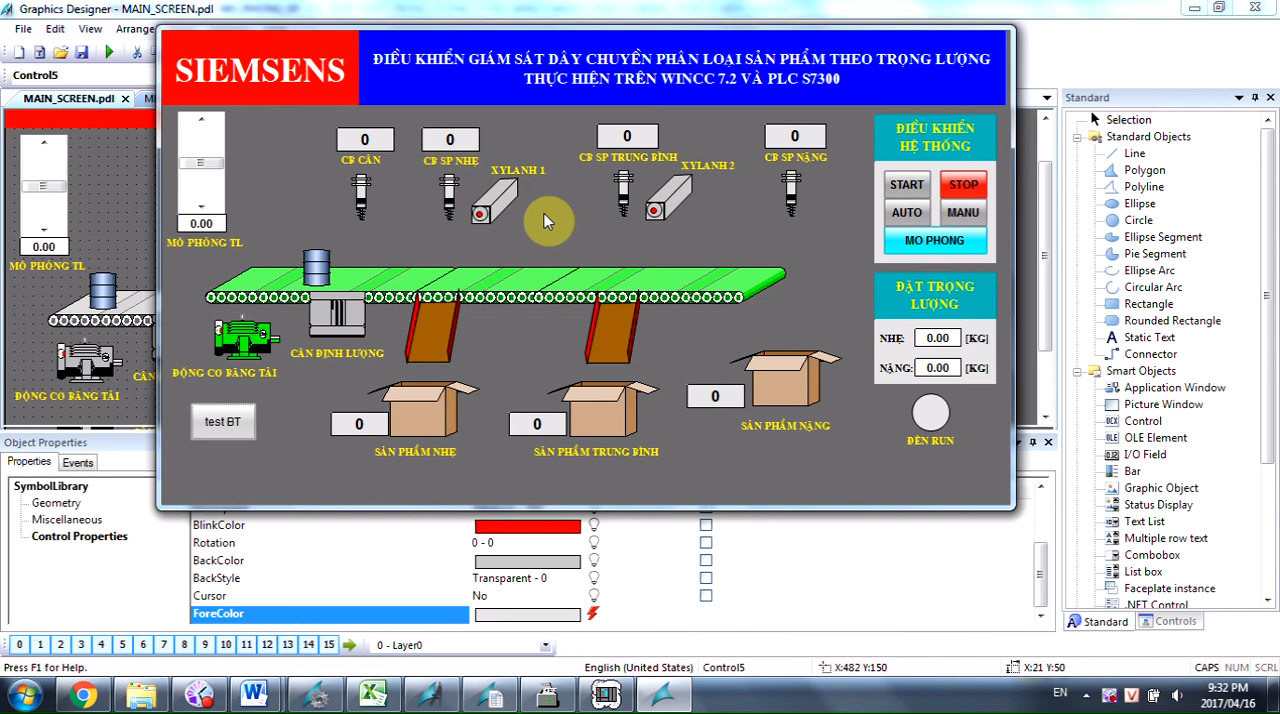 Graphics Designer - MAIN_SCREEN.pdl
File Edit View Arrange
Control5
MAIN_SCREEN.pdl
0.00
MÔ PHỎNG TL
ĐỘNG CƠ BĂNG TẢI
SIEMSENS
ĐIỀU KHIỂN GIÁM SÁT DÂY CHUYỀN PHÂN LOẠI SẢN PHẨM THEO TRỌNG LƯỢNG
THỰC HIỆN TRÊN WINCC 7.2 VÀ PLC S7300
0.00
MÔ PHỎNG TL
0
CB CÂN
0
CB SP NHẸ
XYLANH 1
0
CB SP TRUNG BÌNH
XYLANH 2
0
CB SP NẶNG
CÂN ĐỊNH LƯỢNG
ĐỘNG CƠ BĂNG TẢI
test BT
0
SẢN PHẨM NHẸ
0
SẢN PHẨM TRUNG BÌNH
0
SẢN PHẨM NẶNG
ĐIỀU KHIỂN
HỆ THỐNG
START STOP
AUTO MANU
MO PHONG
ĐẶT TRỌNG
LƯỢNG
NHẸ: 0.00 [KG]
NẶNG: 0.00 [KG]
ĐÈN RUN
Standard
Selection
Standard Objects
Line
Polygon
Polyline
Ellipse
Circle
Ellipse Segment
Pie Segment
Ellipse Arc
Circular Arc
Rectangle
Rounded Rectangle
Static Text
Connector
Smart Objects
Application Window
Picture Window
Control
OLE Element
I/O Field
Bar
Graphic Object
Status Display
Text List
Multiple row text
Combobox
List box
Faceplate instance
.NET Control
Standard Controls
Object Properties
Properties Events
SymbolLibrary
Geometry
Miscellaneous
Control Properties
BlinkColor
Rotation 0 - 0
BackColor
BackStyle Transparent - 0
Cursor No
ForeColor
0 1 2 3 4 5 6 7 8 9 10 11 12 13 14 15 0 - Layer0
Press F1 for Help. English (United States) Control5 X:482 Y:150 X:21 Y:50 CAPS NUM SCRL
EN
9:32 PM
2017/04/16